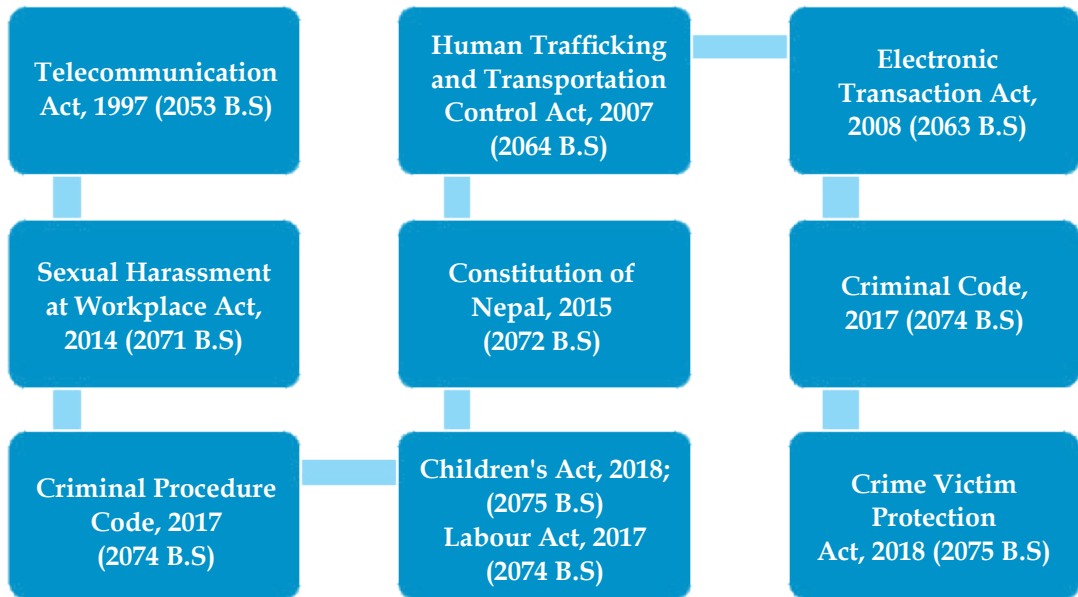 Telecommunication
Act, 1997 (2053 B.S)
Sexual Harassment
at Workplace Act,
2014 (2071 B.S)
Criminal Procedure
Code, 2017
(2074 B.S)
Children's Act, 2018;
(2075 B.S)
Labour Act, 2017
(2074 B.S)
Constitution of
Nepal, 2015
(2072 B.S)
Human Trafficking
and Transportation
Control Act, 2007
(2064 B.S)
Electronic
Transaction Act,
2008 (2063 B.S)
Criminal Code,
2017 (2074 B.S)
Crime Victim
Protection
Act, 2018 (2075 B.S)